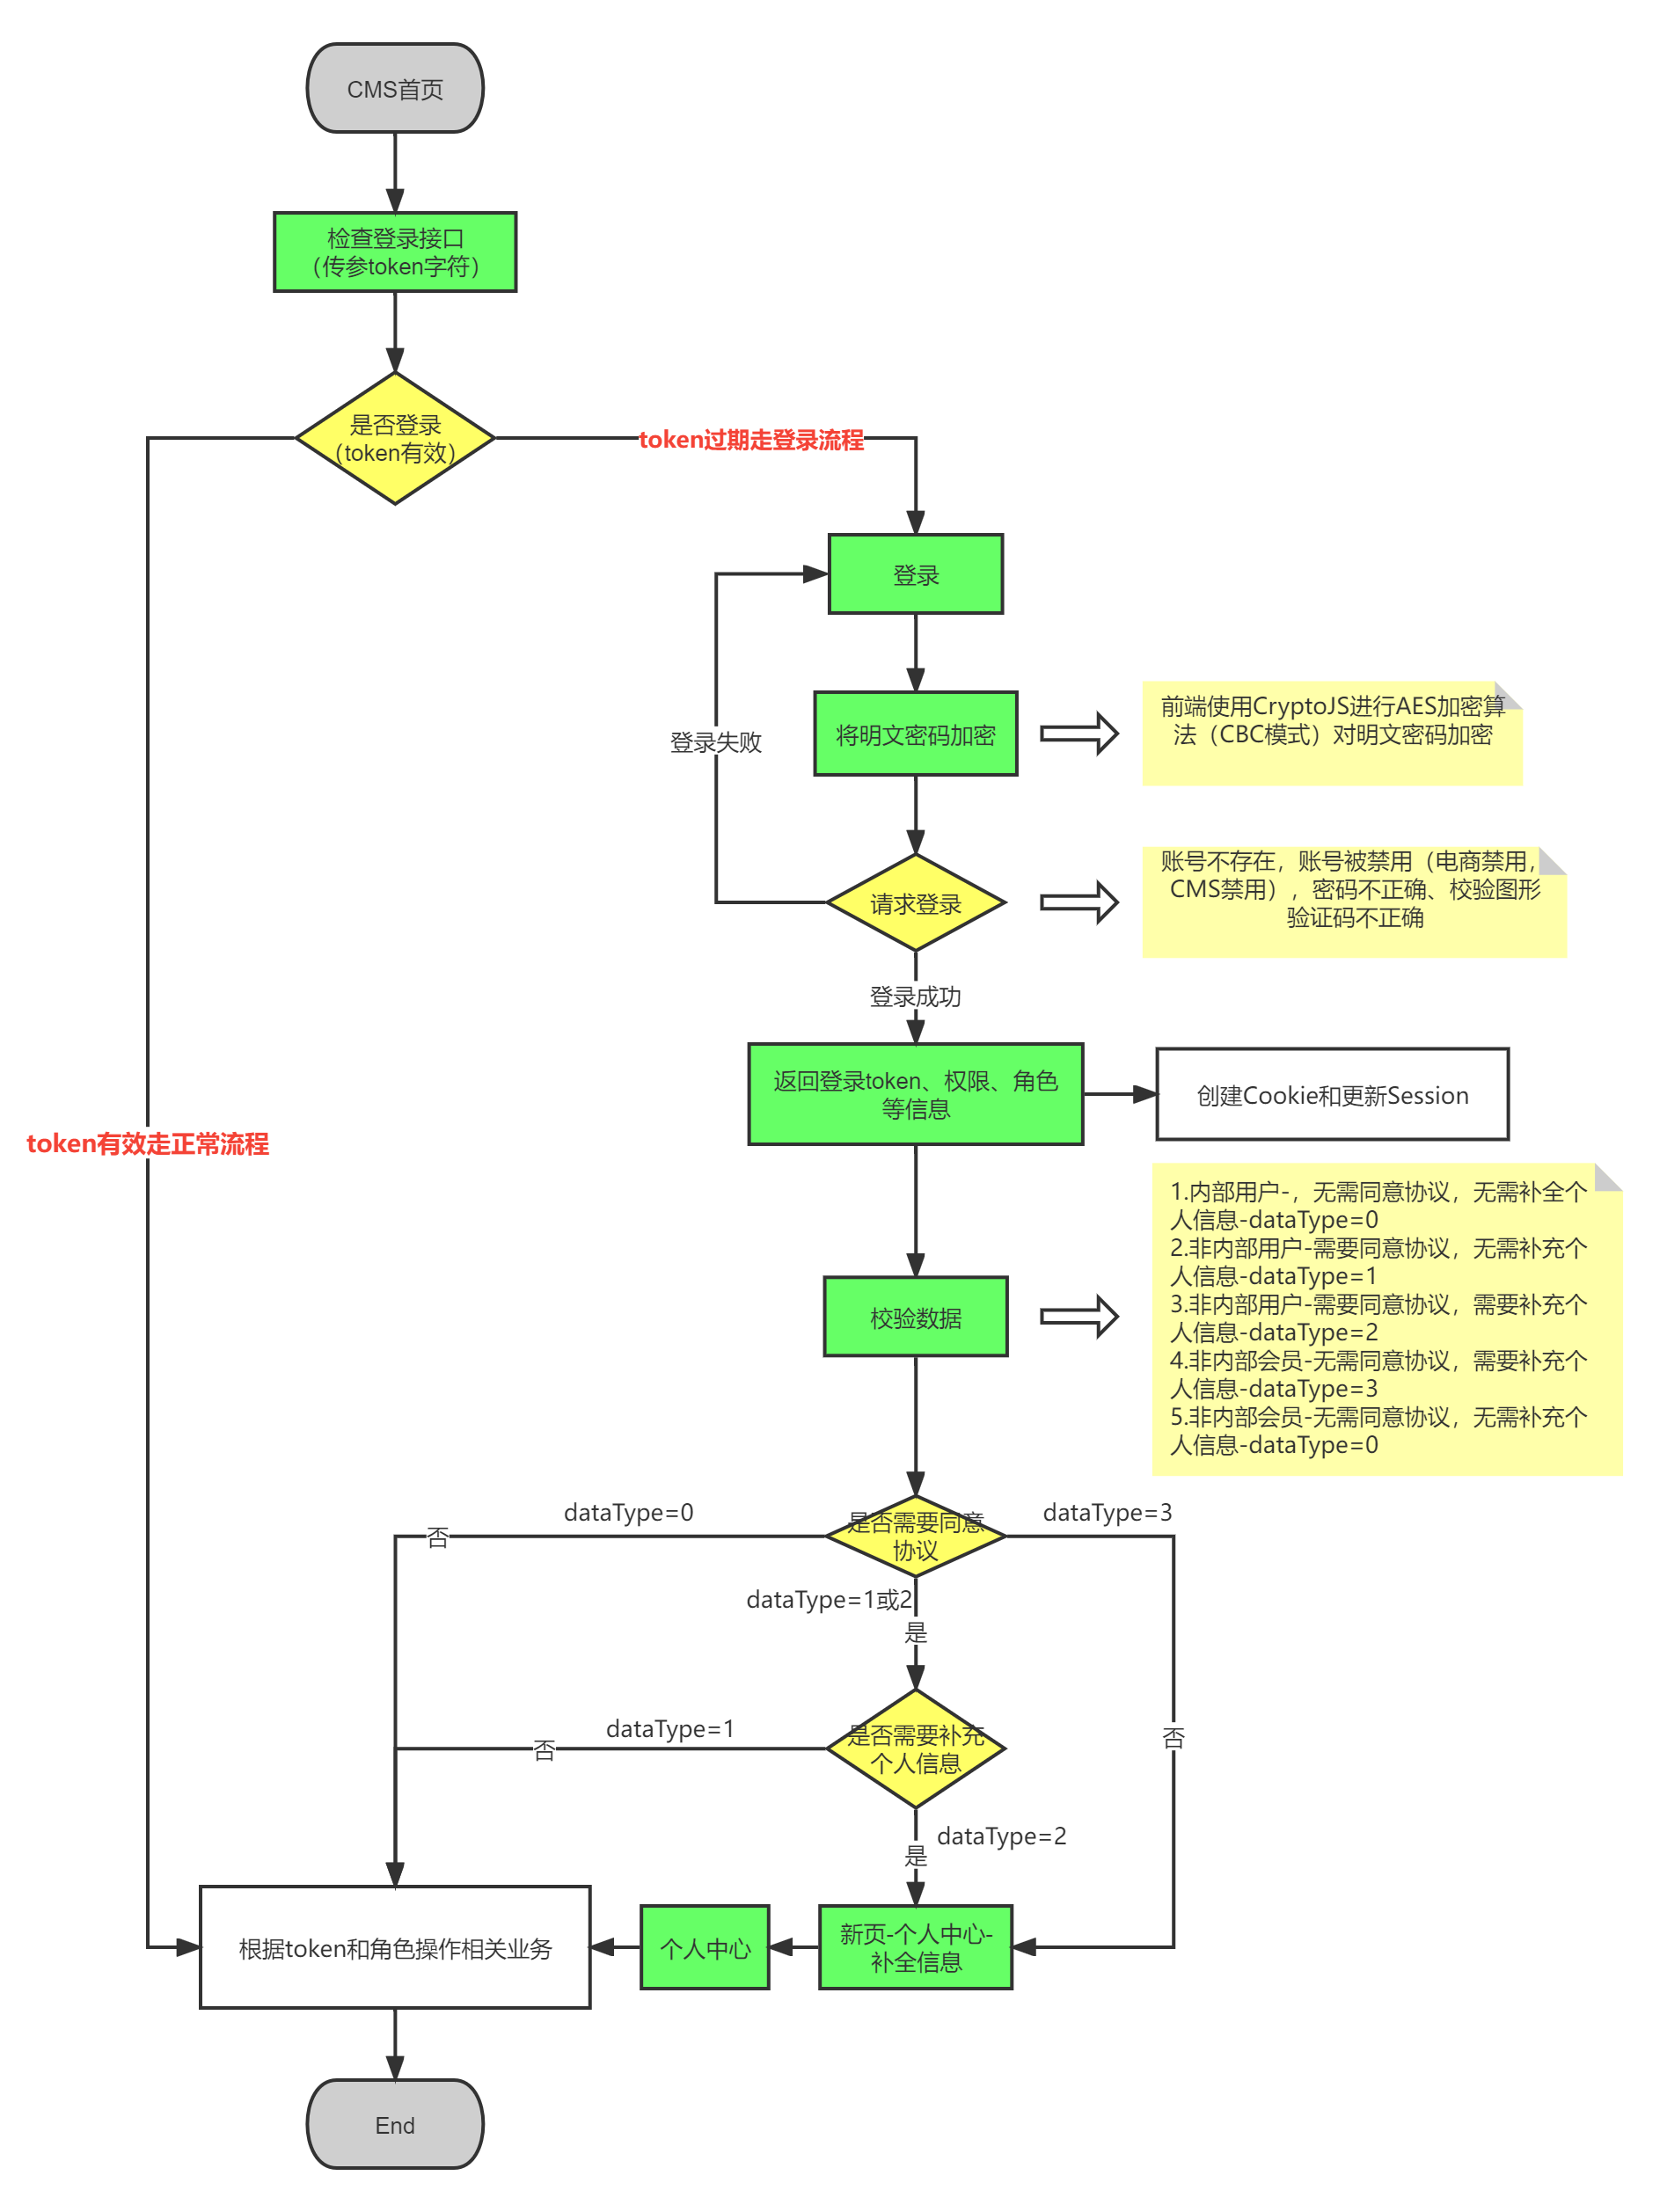 CMS首页
检查登录接口
（传参token字符）
是否登录
（token有效）
token过期走登录流程
登录
登录失败
将明文密码加密
前端使用CryptoJS进行AES加密算
法（CBC模式）对明文密码加密
请求登录
账号不存在，账号被禁用（电商禁用，
CMS禁用），密码不正确、校验图形
验证码不正确
登录成功
返回登录token、权限、角色
等信息
创建Cookie和更新Session
token有效走正常流程
校验数据
1.内部用户-，无需同意协议，无需补全个
人信息-dataType=0
2.非内部用户-需要同意协议，无需补充个
人信息-dataType=1
3.非内部用户-需要同意协议，需要补充个
人信息-dataType=2
4.非内部会员-无需同意协议，需要补充个
人信息-dataType=3
5.非内部会员-无需同意协议，无需补充个
人信息-dataType=0
dataType=0
否
是否需要同意
协议
dataType=3
dataType=1或2
是
dataType=1
否
是否需要补充
个人信息
否
dataType=2
是
根据token和角色操作相关业务
个人中心
新页-个人中心-
补全信息
End